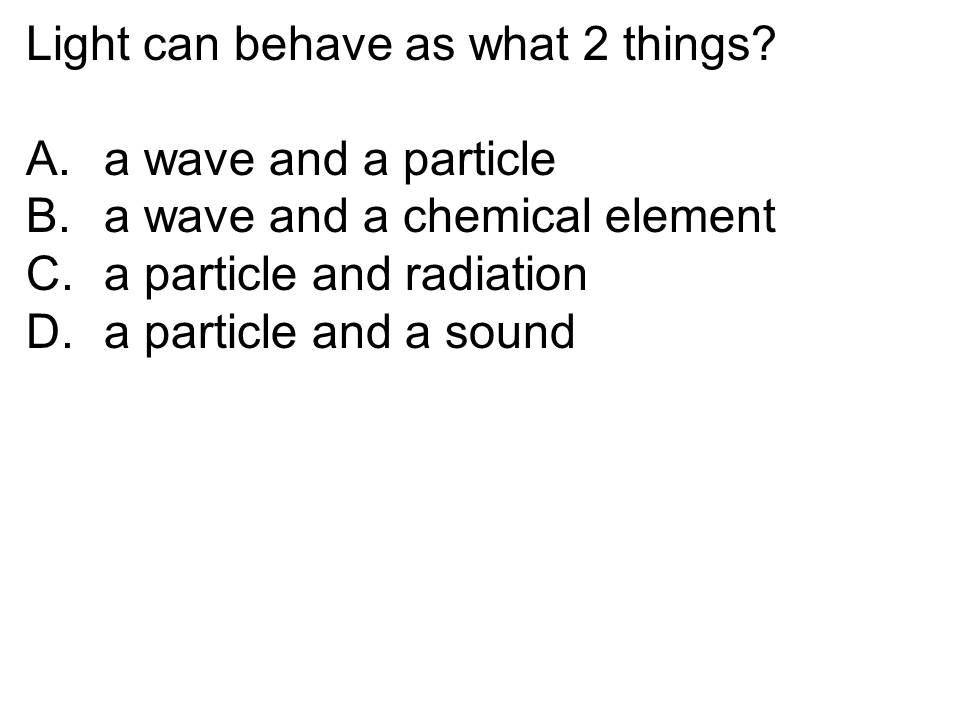 Light can behave as what 2 things?
A. a wave and a particle
B. a wave and a chemical element
C. a particle and radiation
D. a particle and a sound